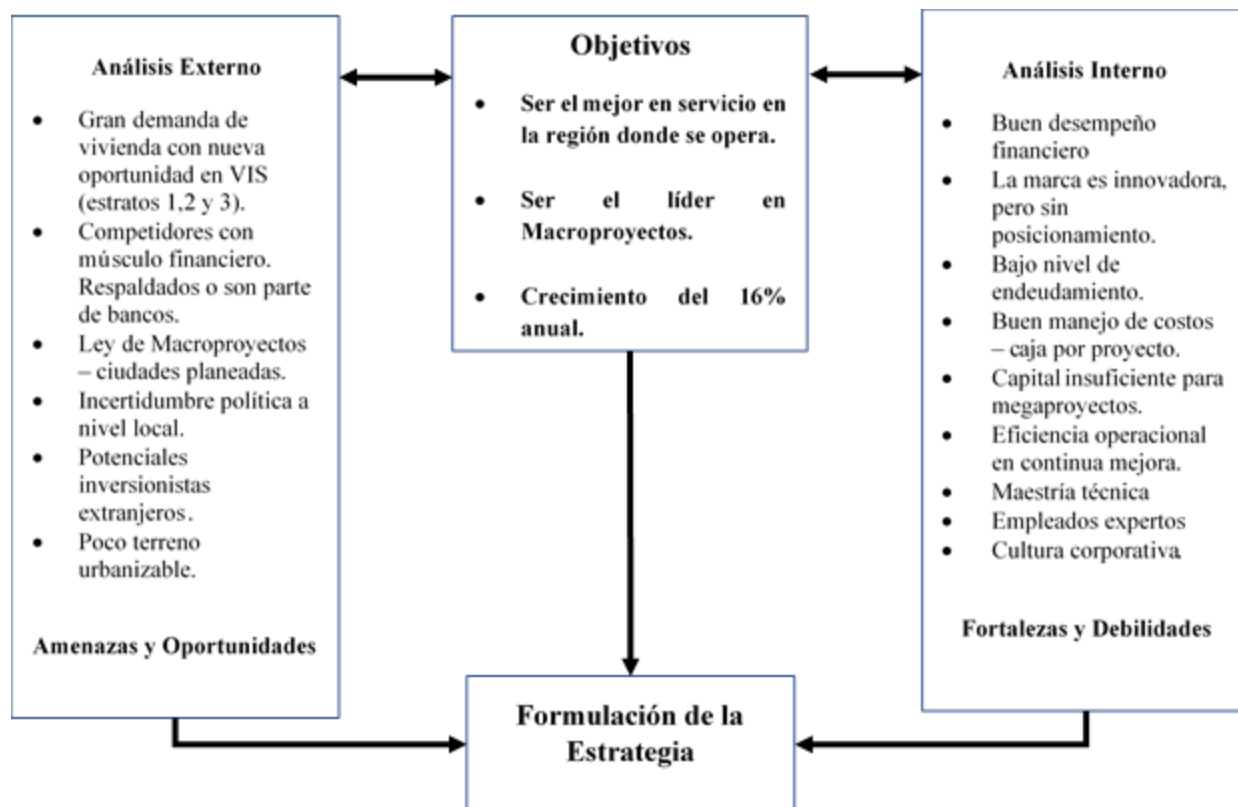 Análisis Externo
• Gran demanda de
vivienda con nueva
oportunidad en VIS
(estratos 1,2 y 3).
• Competidores con
músculo financiero.
Respaldados o son parte
de bancos.
• Ley de Macroproyectos
– ciudades planeadas.
• Incertidumbre política a
nivel local.
• Potenciales
inversionistas
extranjeros.
• Poco terreno
urbanizable.
Amenazas y Oportunidades
Objetivos
• Ser el mejor en servicio en
la región donde se opera.
• Ser el líder en
Macroproyectos.
• Crecimiento del 16%
anual.
Análisis Interno
• Buen desempeño
financiero
• La marca es innovadora,
pero sin
posicionamiento.
• Bajo nivel de
endeudamiento.
• Buen manejo de costos
– caja por proyecto.
• Capital insuficiente para
megaproyectos.
• Eficiencia operacional
en continua mejora.
• Maestría técnica
• Empleados expertos
• Cultura corporativa.
Fortalezas y Debilidades
Formulación de la
Estrategia